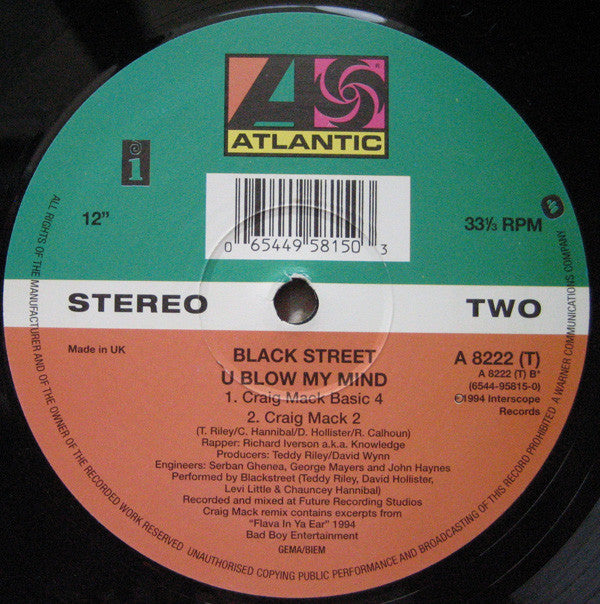 ATLANTIC
®
i
12"
0 65449 58150 3
33⅓ RPM
STEREO
TWO
Made in UK
BLACK STREET
U BLOW MY MIND
1. Craig Mack Basic 4
2. Craig Mack 2
(T. Riley/C. Hannibal/D. Hollister/R. Calhoun)
Rapper: Richard Iverson a.k.a. Knowledge
Producers: Teddy Riley/David Wynn
Engineers: Serban Ghenea, George Mayers and John Haynes
Performed by Blackstreet (Teddy Riley, David Hollister,
Levi Little & Chauncey Hannibal)
Recorded and mixed at Future Recording Studios
Craig Mack remix contains excerpts from
"Flava In Ya Ear" 1994
Bad Boy Entertainment
GEMA/BIEM
A 8222 (T)
A 8222 (T) B*
(6544-95815-0)
℗1994 Interscope
Records
ALL RIGHTS OF THE MANUFACTURER AND OF THE OWNER OF THE RECORDED WORK RESERVED UNAUTHORISED COPYING PUBLIC PERFORMANCE AND BROADCASTING OF THIS RECORD PROHIBITED A WARNER COMMUNICATIONS COMPANY